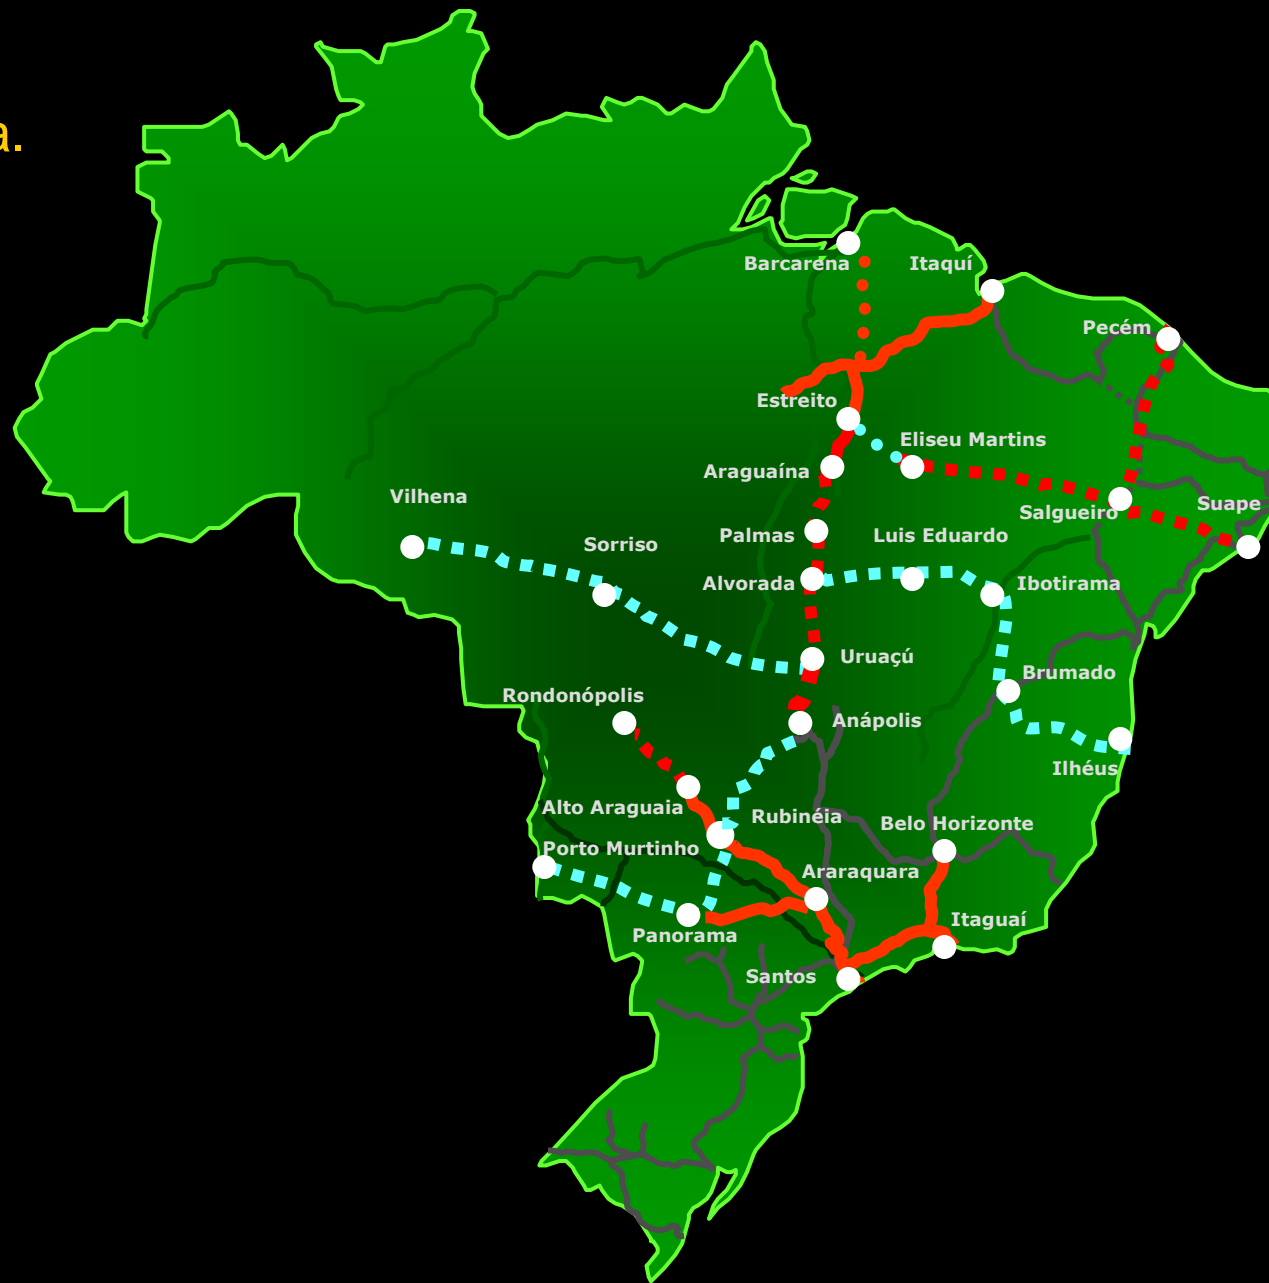 a.
Barcarena
Itaquí
Pecém
Estreito
Eliseu Martins
Araguaína
Vilhena
Suape
Salgueiro
Palmas
Luis Eduardo
Sorriso
Alvorada
Ibotirama
Uruaçú
Brumado
Rondonópolis
Anápolis
Ilhéus
Alto Araguaia
Rubinéia
Belo Horizonte
Porto Murtinho
Araraquara
Itaguaí
Panorama
Santos